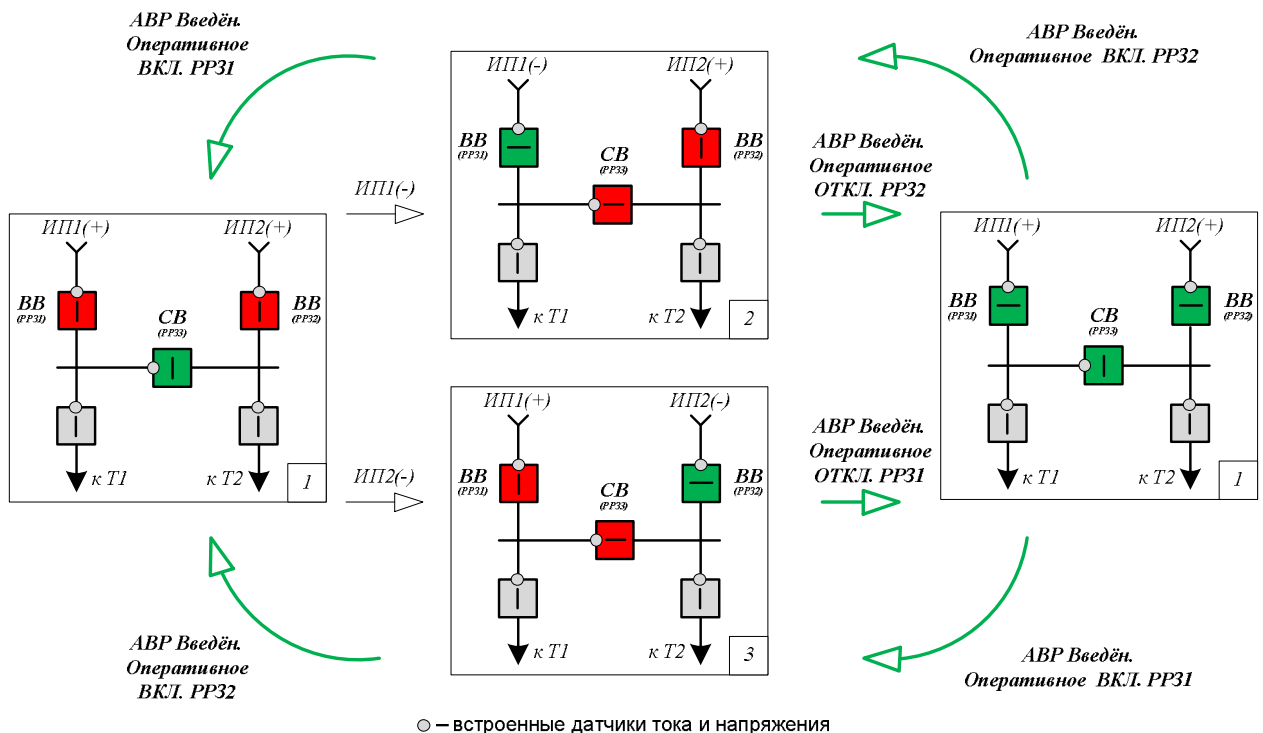 АВР Введён.
Оперативное
ВКЛ. РРЗ1
АВР Введён.
Оперативное ВКЛ. РРЗ2
ИП1(-)
ИП2(+)
ВВ
(РРЗ1)
СВ
(РРЗ3)
ВВ
(РРЗ2)
к Т1
к Т2
2
ИП1(-)
АВР Введён.
Оперативное
ОТКЛ. РРЗ2
ИП1(+)
ИП2(+)
ВВ
(РРЗ1)
СВ
(РРЗ3)
ВВ
(РРЗ2)
к Т1
к Т2
1
ИП2(-)
ИП1(+)
ИП2(-)
ВВ
(РРЗ1)
СВ
(РРЗ3)
ВВ
(РРЗ2)
к Т1
к Т2
3
АВР Введён.
Оперативное
ОТКЛ. РРЗ1
ИП1(+)
ИП2(+)
ВВ
(РРЗ1)
СВ
(РРЗ3)
ВВ
(РРЗ2)
к Т1
к Т2
1
АВР Введён.
Оперативное
ВКЛ. РРЗ2
АВР Введён.
Оперативное ВКЛ. РРЗ1
– встроенные датчики тока и напряжения